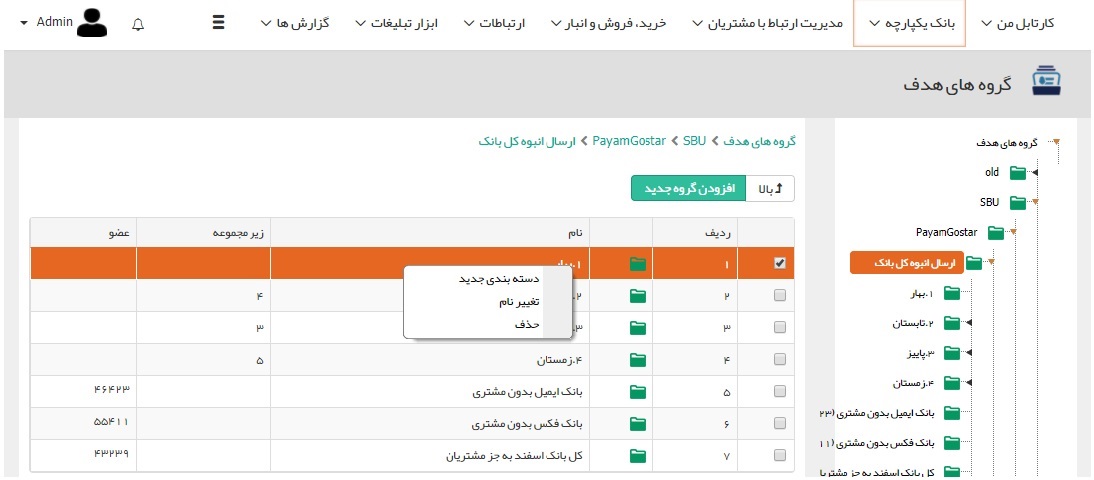 کارتابل من بانک یکپارچه مدیریت ارتباط با مشتریان خرید، فروش و انبار ارتباطات ابزار تبلیغات گزارش ها Admin
گروه های هدف
گروه های هدف
old
SBU
PayamGostar
ارسال انبوه کل بانک
۱.بهار
۲.تابستان
۳.پاییز
۴.زمستان
بانک ایمیل بدون مشتری (۲۳
بانک فکس بدون مشتری (۱۱
کل بانک اسفند به جز مشتریا
گروه های هدف > SBU > PayamGostar > ارسال انبوه کل بانک
بالا افزودن گروه جدید
ردیف نام زیر مجموعه عضو
۱ ۱.بهار
۲ ۲. ۴
۳ ۳. ۳
۴ ۴.زمستان ۵
۵ بانک ایمیل بدون مشتری ۴۶۴۲۳
۶ بانک فکس بدون مشتری ۵۵۴۱۱
۷ کل بانک اسفند به جز مشتریان ۴۳۲۳۹
دسته بندی جدید
تغییر نام
حذف